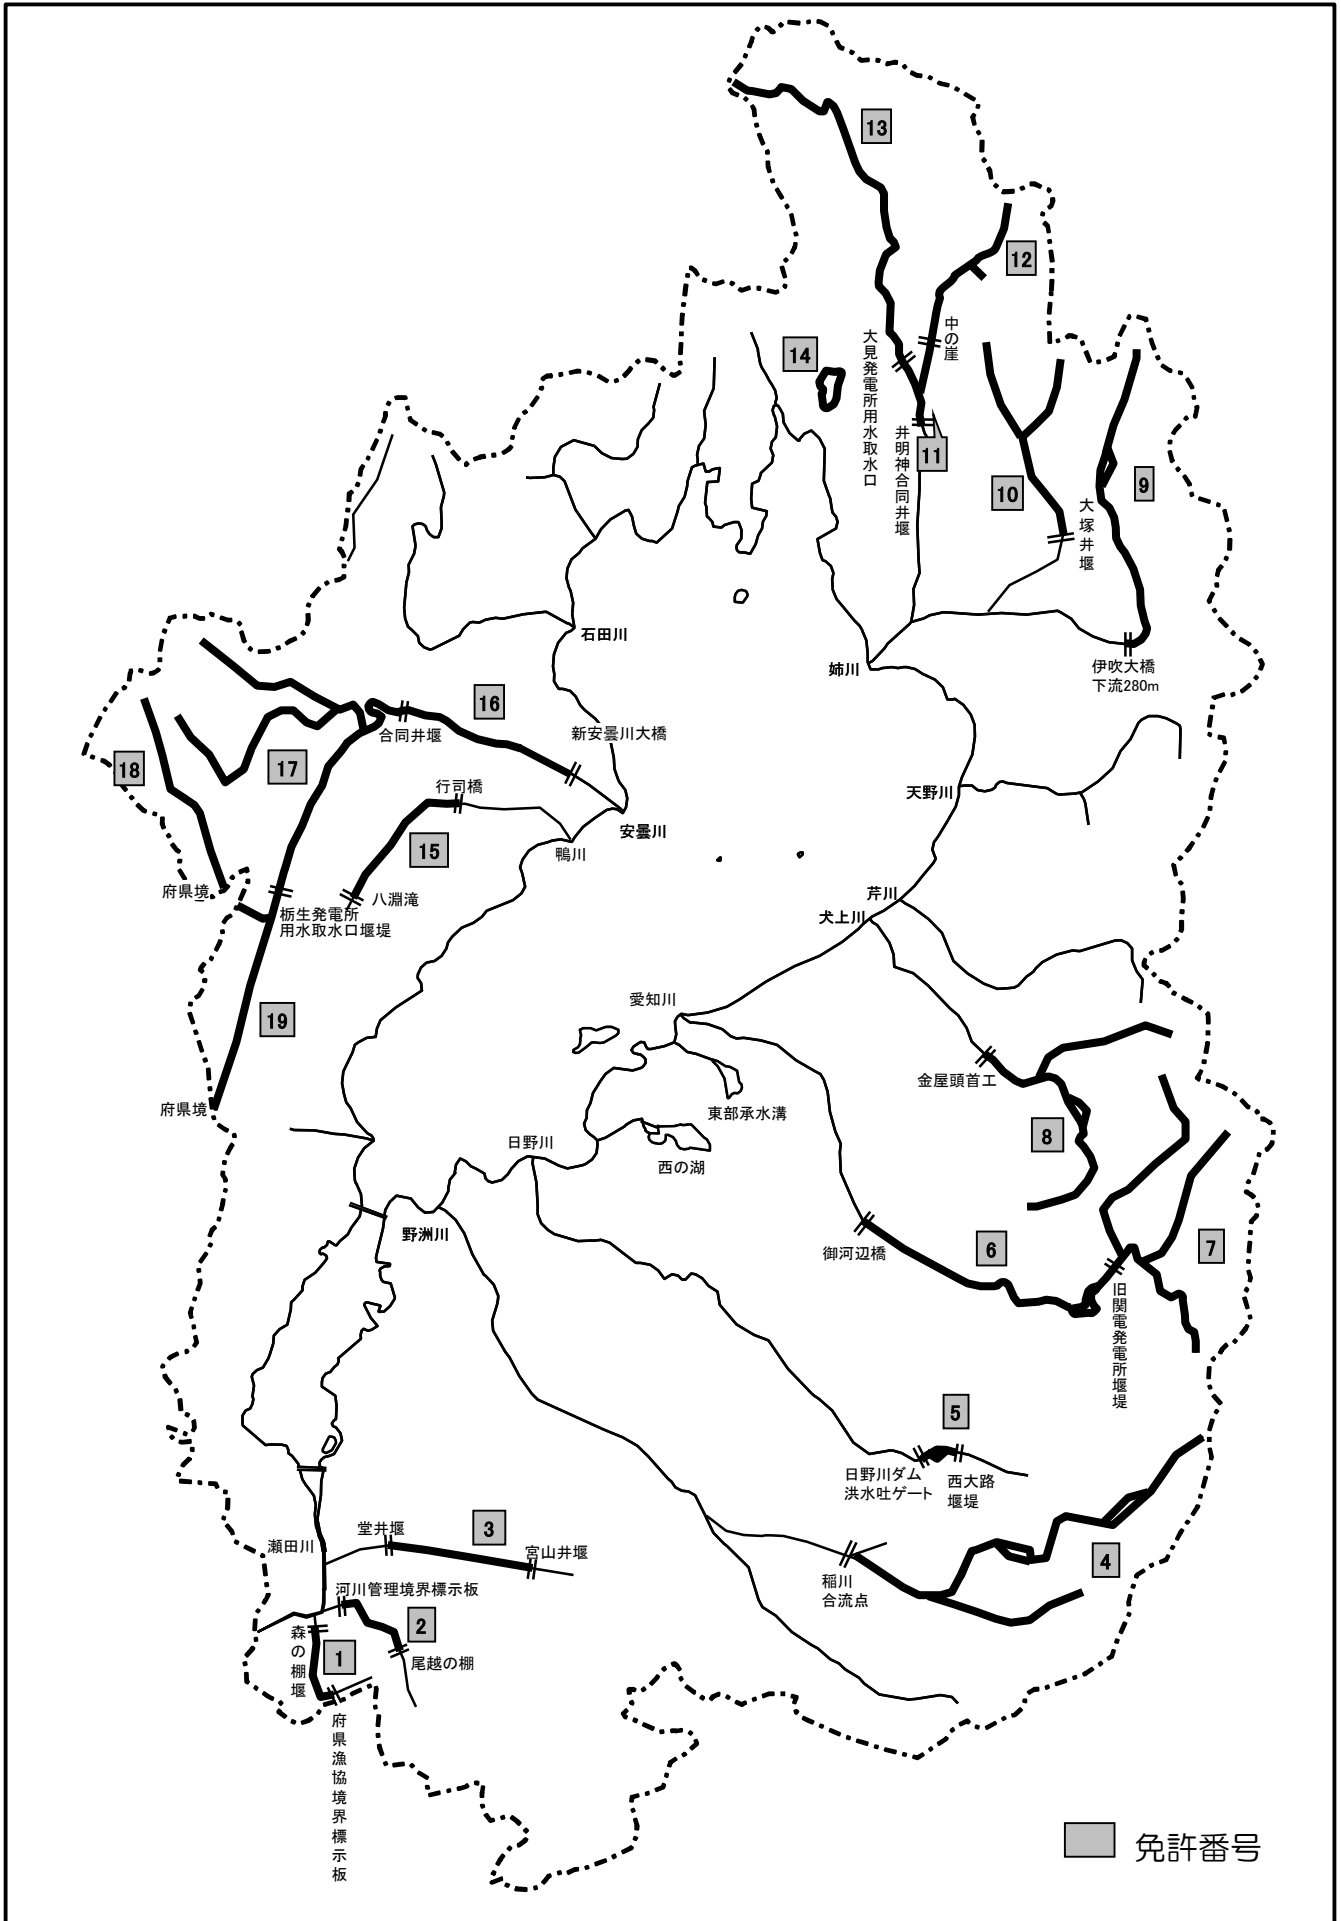 13
12
中の崖
大見発電所用水取水口
14
井明神合同井堰
11
10
9
大塚井堰
石田川
姉川
伊吹大橋
下流280m
16
新安曇川大橋
合同井堰
18
17
行司橋
天野川
安曇川
15
鴨川
府県境
八淵滝
芹川
栃生発電所
用水取水口堰堤
犬上川
愛知川
19
金屋頭首工
府県境
東部承水溝
8
日野川
西の湖
野洲川
御河辺橋
6
7
旧関電発電所堰堤
5
日野川ダム
洪水吐ゲート
西大路
堰堤
瀬田川
堂井堰
3
宮山井堰
4
稲川
合流点
河川管理境界標示板
森の棚堰
1
2
尾越の棚
府県漁協境界標示板
免許番号